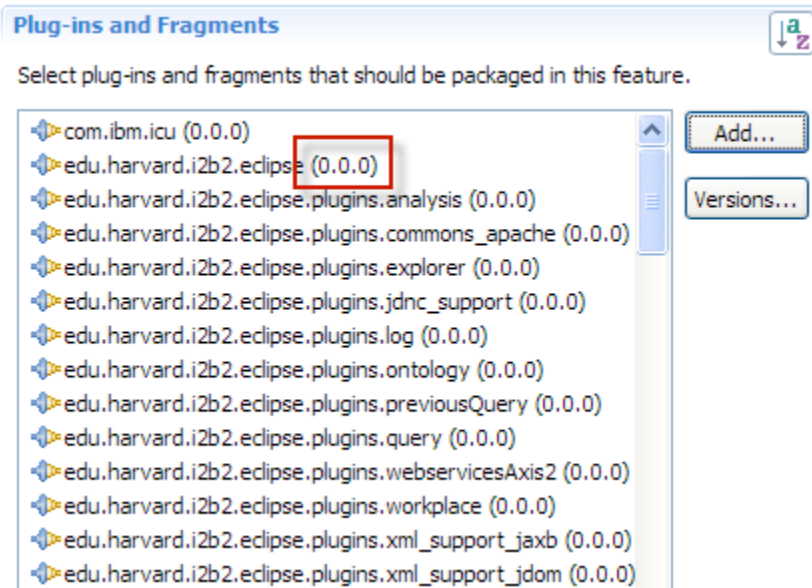 Plug-ins and Fragments
a
z
Select plug-ins and fragments that should be packaged in this feature.
com.ibm.icu (0.0.0)
Add...
edu.harvard.i2b2.eclipse (0.0.0)
Versions...
edu.harvard.i2b2.eclipse.plugins.analysis (0.0.0)
edu.harvard.i2b2.eclipse.plugins.commons_apache (0.0.0)
edu.harvard.i2b2.eclipse.plugins.explorer (0.0.0)
edu.harvard.i2b2.eclipse.plugins.jdnc_support (0.0.0)
edu.harvard.i2b2.eclipse.plugins.log (0.0.0)
edu.harvard.i2b2.eclipse.plugins.ontology (0.0.0)
edu.harvard.i2b2.eclipse.plugins.previousQuery (0.0.0)
edu.harvard.i2b2.eclipse.plugins.query (0.0.0)
edu.harvard.i2b2.eclipse.plugins.webservicesAxis2 (0.0.0)
edu.harvard.i2b2.eclipse.plugins.workplace (0.0.0)
edu.harvard.i2b2.eclipse.plugins.xml_support_jaxb (0.0.0)
edu.harvard.i2b2.eclipse.plugins.xml_support_jdom (0.0.0)